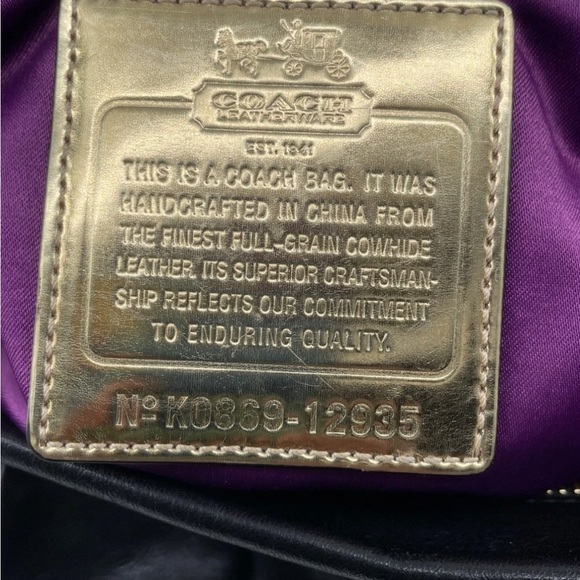 COACH
LEATHERWARE
EST. 1941
THIS IS A COACH BAG. IT WAS
HANDCRAFTED IN CHINA FROM
THE FINEST FULL-GRAIN COWHIDE
LEATHER. ITS SUPERIOR CRAFTSMAN-
SHIP REFLECTS OUR COMMITMENT
TO ENDURING QUALITY.
Nº K0869-12935